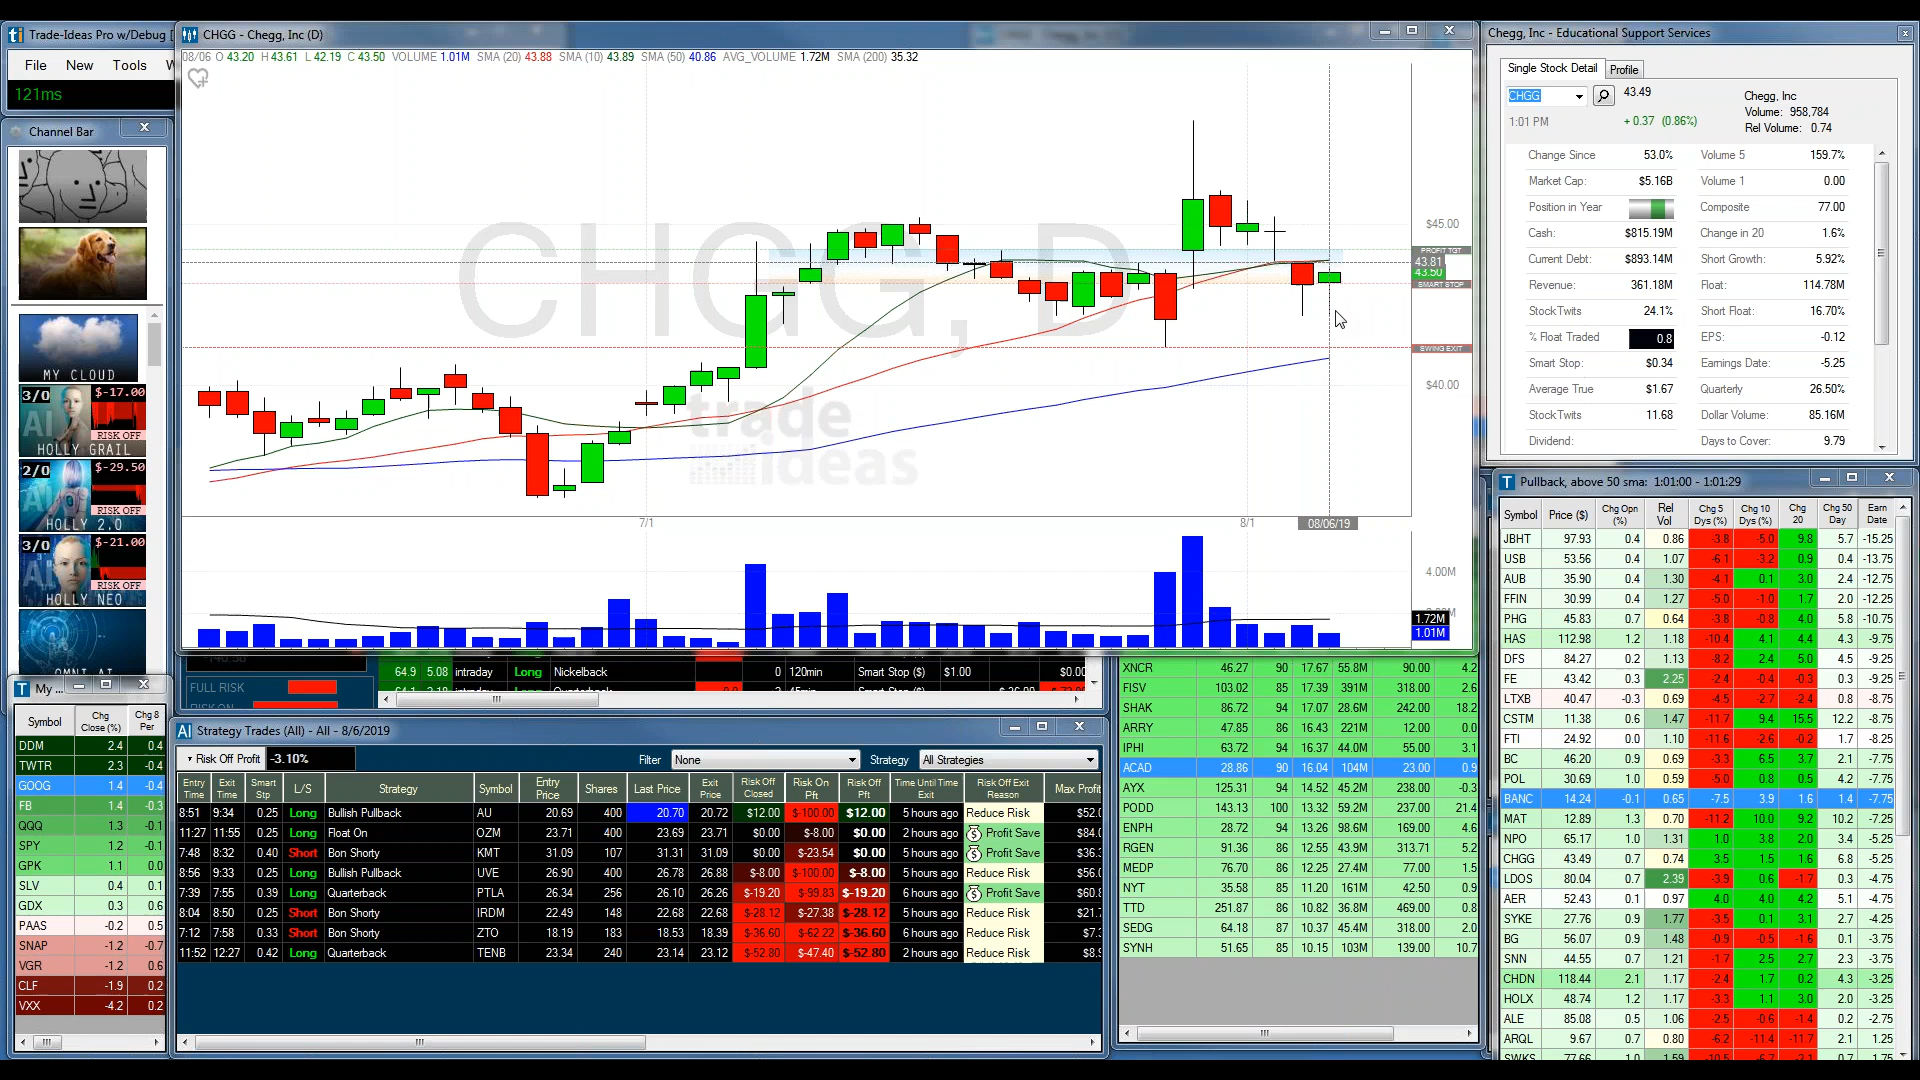 Trade-Ideas Pro w/Debug [
File New Tools
121ms
Channel Bar
MY CLOUD
3/0 $-17.00
RISK OFF
HOLLY GRAIL
2/0 $-29.50
RISK OFF
HOLLY 2.0
3/0 $-21.00
RISK OFF
HOLLY NEO
CHGG - Chegg, Inc (D)
08/06 O 43.20 H 43.61 L 42.19 C 43.50 VOLUME 1.01M SMA (20) 43.88 SMA (10) 43.89 SMA (50) 40.86 AVG_VOLUME 1.72M SMA (200) 35.32
CHGG, D
trade
ideas
$45.00
PROFIT TGT
43.81
43.50
SMART STOP
SWING EXIT
$40.00
7/1 8/1 08/06/19
4.00M
1.72M
1.01M
Chegg, Inc - Educational Support Services
Single Stock Detail Profile
CHGG 43.49 Chegg, Inc
Volume: 958,784
1:01 PM + 0.37 (0.86%) Rel Volume: 0.74
Change Since 53.0% Volume 5 159.7%
Market Cap: $5.16B Volume 1 0.00
Position in Year Composite 77.00
Cash: $815.19M Change in 20 1.6%
Current Debt: $893.14M Short Growth: 5.92%
Revenue: 361.18M Float: 114.78M
StockTwits 24.1% Short Float: 16.70%
% Float Traded 0.8 EPS: -0.12
Smart Stop: $0.34 Earnings Date: -5.25
Average True $1.67 Quarterly 26.50%
StockTwits 11.68 Dollar Volume: 85.16M
Dividend: Days to Cover: 9.79
Pullback, above 50 sma: 1:01:00 - 1:01:29
Symbol Price ($) Chg Opn (%) Rel Vol Chg 5 Dys (%) Chg 10 Dys (%) Chg 20 Chg 50 Day Earn Date
JBHT 97.93 0.4 0.86 -3.8 -5.0 9.8 5.7 -15.25
USB 53.56 0.4 1.07 -6.1 -3.2 0.9 0.4 -13.75
AUB 35.90 0.4 1.30 -4.1 0.1 3.0 2.4 -12.75
FFIN 30.99 0.4 1.27 -5.0 -1.0 1.7 2.0 -12.25
PHG 45.83 0.7 0.64 -3.8 -0.8 4.0 5.8 -10.75
HAS 112.98 1.2 1.18 -10.4 4.1 4.4 4.3 -9.75
DFS 84.27 0.2 1.13 -8.2 2.4 5.0 4.5 -9.25
FE 43.42 0.3 2.25 -2.4 -0.4 -0.3 0.3 -9.25
LTXB 40.47 -0.3 0.69 -4.5 -2.7 -2.4 0.8 -8.75
CSTM 11.38 0.6 1.47 -11.7 9.4 15.5 12.2 -8.75
FTI 24.92 0.0 1.10 -11.6 -2.6 -0.2 1.7 -8.25
BC 46.20 0.9 0.69 -3.3 6.5 3.7 2.1 -7.75
POL 30.69 1.0 0.59 -5.0 0.8 0.5 4.2 -7.75
BANC 14.24 -0.1 0.65 -7.5 3.9 1.6 1.4 -7.75
MAT 12.89 1.3 0.70 -11.2 10.0 9.2 10.2 -7.25
NPO 65.17 1.0 1.31 1.0 3.8 2.0 3.4 -5.25
CHGG 43.49 0.7 0.74 3.5 1.5 1.6 6.8 -5.25
LDOS 80.04 0.7 2.39 -3.9 0.6 -1.7 0.3 -4.75
AER 52.43 0.1 0.97 4.0 4.0 4.2 5.1 -4.75
SYKE 27.76 0.9 1.77 -3.5 0.1 3.1 2.7 -4.25
BG 56.07 0.9 1.48 -0.9 -0.5 -1.6 0.1 -3.75
SNN 44.55 0.7 1.21 -1.7 2.5 2.7 2.3 -3.75
CHDN 118.44 2.1 1.17 -2.4 1.7 0.2 4.3 -3.25
HOLX 48.74 1.2 1.17 -3.3 1.1 3.0 2.0 -3.25
ALE 85.08 0.5 1.06 -2.5 -0.6 -1.4 0.2 -2.75
ARQL 9.67 0.7 0.80 -6.2 -11.4 -11.7 2.1 1.25
SWKS 77.66 1.0 1.59 -10.5 -6.7 -2.1 0.7 1.75
FULL RISK
RISK ON
64.9 5.08 intraday Long Nickelback 0 120min Smart Stop ($) $1.00 $0.00
XNCR 46.27 90 17.67 55.8M 90.00 4.2
FISV 103.02 85 17.39 391M 318.00 2.6
SHAK 86.72 94 17.07 28.6M 242.00 18.2
ARRY 47.85 86 16.43 221M 12.00 0.0
IPHI 63.72 94 16.37 44.0M 55.00 3.1
ACAD 28.86 90 16.04 104M 23.00 0.9
AYX 125.31 94 14.52 45.2M 238.00 -0.3
PODD 143.13 100 13.32 59.2M 237.00 21.4
ENPH 28.72 94 13.26 98.6M 169.00 4.6
RGEN 91.36 86 12.55 43.9M 313.71 5.2
MEDP 76.70 86 12.25 27.4M 77.00 1.5
NYT 35.58 85 11.20 161M 42.50 0.9
TTD 251.87 86 10.82 36.8M 469.00 0.8
SEDG 64.18 87 10.37 45.4M 318.00 2.0
SYNH 51.65 85 10.15 103M 139.00 10.7
My ...
Symbol Chg Close (%) Chg 8 Per
DDM 2.4 0.4
TWTR 2.3 -0.4
GOOG 1.4 -0.4
FB 1.4 -0.3
QQQ 1.3 -0.1
SPY 1.2 -0.1
GPK 1.1 0.0
SLV 0.4 0.1
GDX 0.3 0.6
PAAS -0.2 0.5
SNAP -1.2 -0.7
VGR -1.2 0.6
CLF -1.9 0.2
VXX -4.2 0.2
AI Strategy Trades (All) - All - 8/6/2019
Risk Off Profit -3.10% Filter None Strategy All Strategies
Entry Time Exit Time Smart Stp L/S Strategy Symbol Entry Price Shares Last Price Exit Price Risk Off Closed Risk On Pft Risk Off Pft Time Until Time Exit Risk Off Exit Reason Max Profit
8:51 9:34 0.25 Long Bullish Pullback AU 20.69 400 20.70 20.72 $12.00 $-100.00 $12.00 5 hours ago Reduce Risk $52.0
11:27 11:55 0.25 Long Float On OZM 23.71 400 23.69 23.71 $0.00 $-8.00 $0.00 2 hours ago Profit Save $84.0
7:48 8:32 0.40 Short Bon Shorty KMT 31.09 107 31.31 31.09 $0.00 $-23.54 $0.00 5 hours ago Profit Save $36.3
8:56 9:33 0.25 Long Bullish Pullback UVE 26.90 400 26.78 26.88 $-8.00 $-100.00 $-8.00 5 hours ago Reduce Risk $56.0
7:39 7:55 0.39 Long Quarterback PTLA 26.34 256 26.10 26.26 $-19.20 $-99.83 $-19.20 6 hours ago Profit Save $60.8
8:04 8:50 0.25 Short Bon Shorty IRDM 22.49 148 22.68 22.68 $-28.12 $-27.38 $-28.12 5 hours ago Reduce Risk $21.7
7:12 7:58 0.33 Short Bon Shorty ZTO 18.19 183 18.53 18.39 $-36.60 $-62.22 $-36.60 6 hours ago Reduce Risk $7.3
11:52 12:27 0.42 Long Quarterback TENB 23.34 240 23.14 23.12 $-52.80 $-47.40 $-52.80 2 hours ago Reduce Risk $8.9